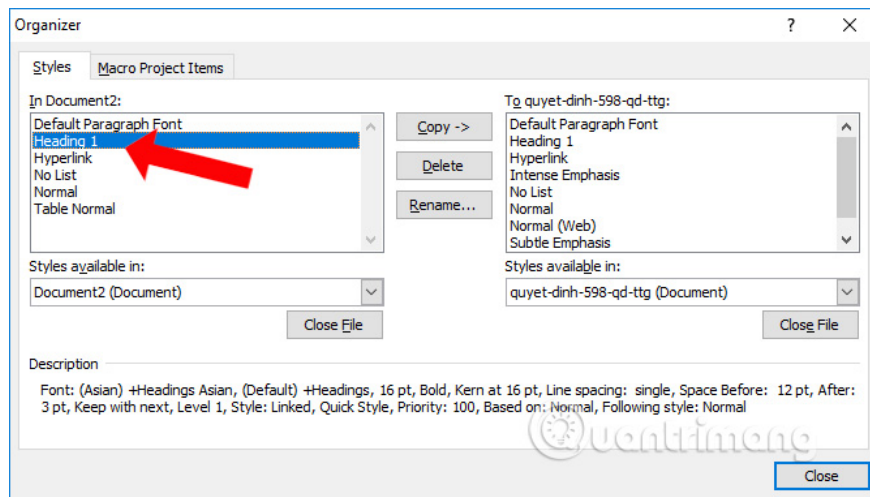 Organizer
Styles
Macro Project Items
In Document2:
Default Paragraph Font
Heading 1
Hyperlink
No List
Normal
Table Normal
Copy ->
Delete
Rename...
To quyet-dinh-598-qd-ttg:
Default Paragraph Font
Heading 1
Hyperlink
Intense Emphasis
No List
Normal
Normal (Web)
Subtle Emphasis
Styles available in:
Document2 (Document)
Close File
Styles available in:
quyet-dinh-598-qd-ttg (Document)
Close File
Description
Font: (Asian) +Headings Asian, (Default) +Headings, 16 pt, Bold, Kern at 16 pt, Line spacing: single, Space Before: 12 pt, After:
3 pt, Keep with next, Level 1, Style: Linked, Quick Style, Priority: 100, Based on: Normal, Following style: Normal
Quantrimang
Close